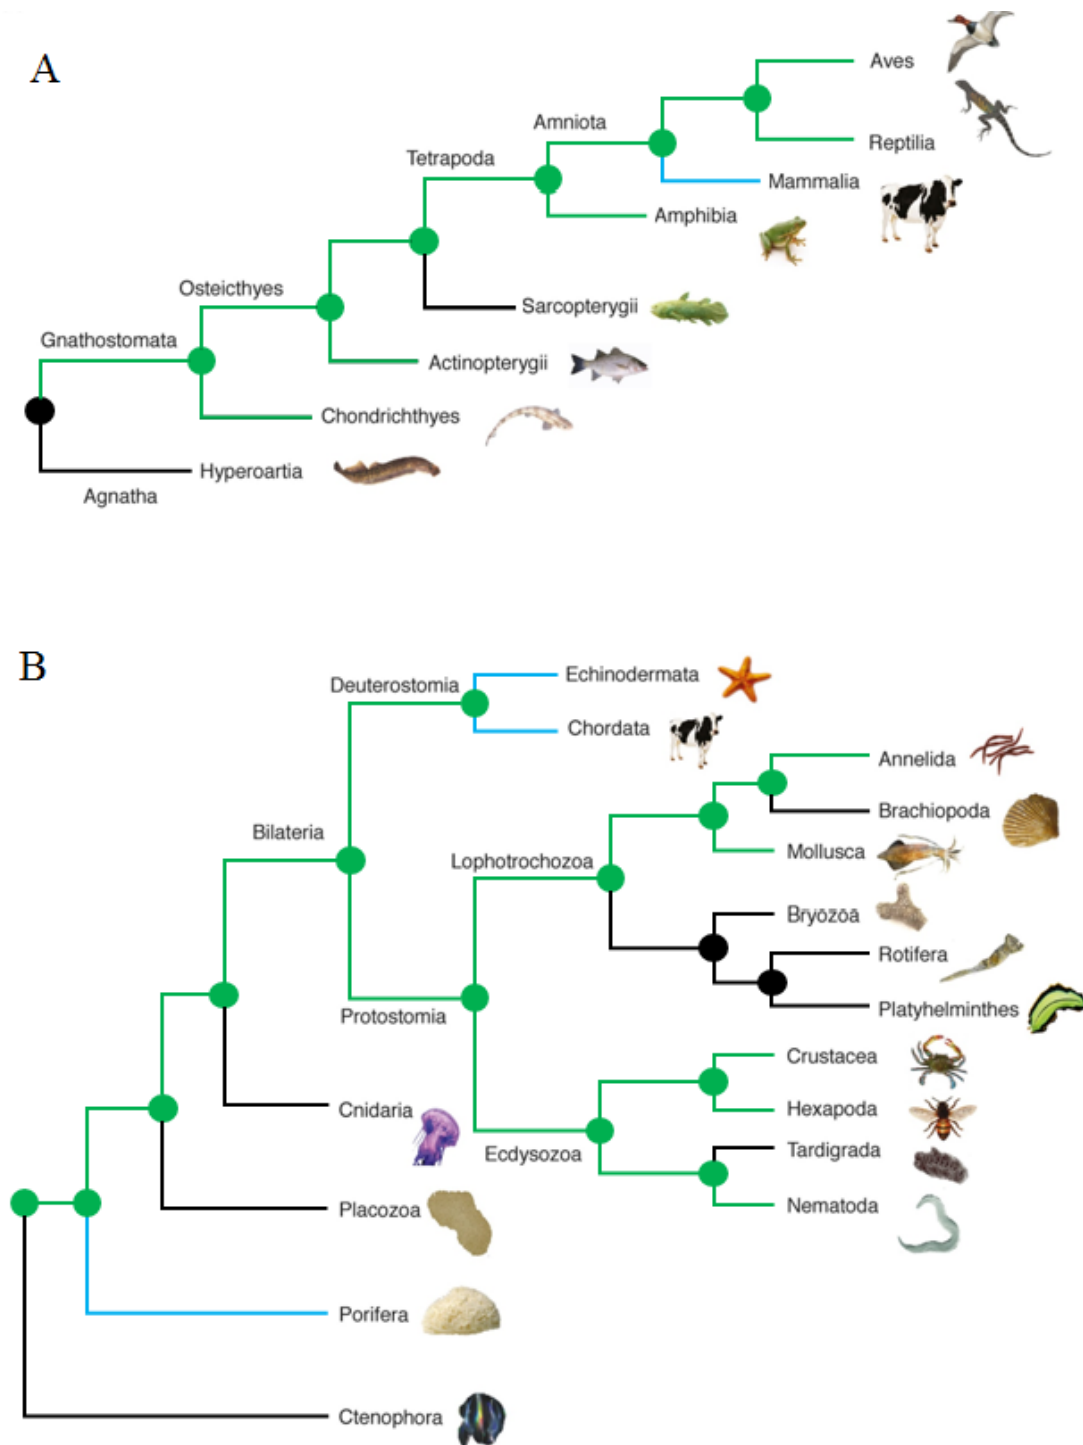 A
Aves
Amniota
Reptilia
Tetrapoda
Mammalia
Amphibia
Osteicthyes
Sarcopterygii
Gnathostomata
Actinopterygii
Chondrichthyes
Hyperoartia
Agnatha
B
Echinodermata
Deuterostomia
Chordata
Annelida
Brachiopoda
Bilateria
Mollusca
Lophotrochozoa
Bryozoa
Rotifera
Platyhelminthes
Protostomia
Crustacea
Hexapoda
Cnidaria
Tardigrada
Ecdysozoa
Nematoda
Placozoa
Porifera
Ctenophora